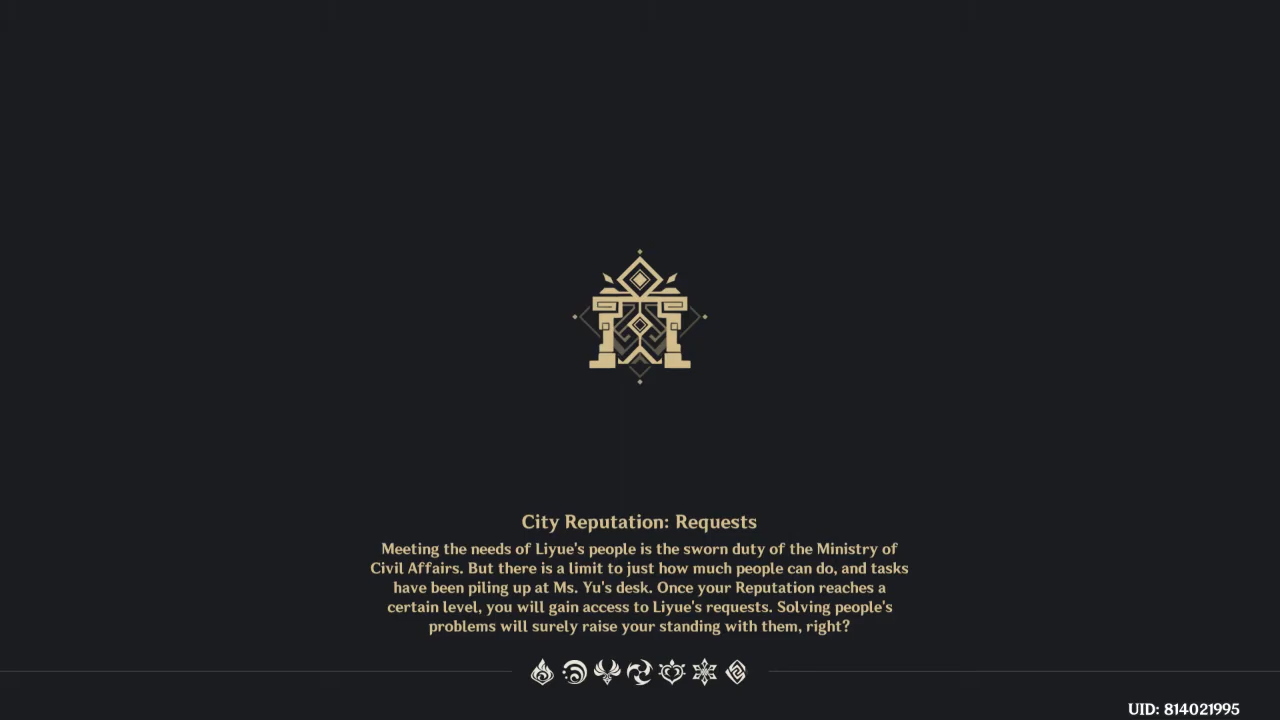 City Reputation: Requests
Meeting the needs of Liyue's people is the sworn duty of the Ministry of
Civil Affairs. But there is a limit to just how much people can do, and tasks
have been piling up at Ms. Yu's desk. Once your Reputation reaches a
certain level, you will gain access to Liyue's requests. Solving people's
problems will surely raise your standing with them, right?
UID: 814021995